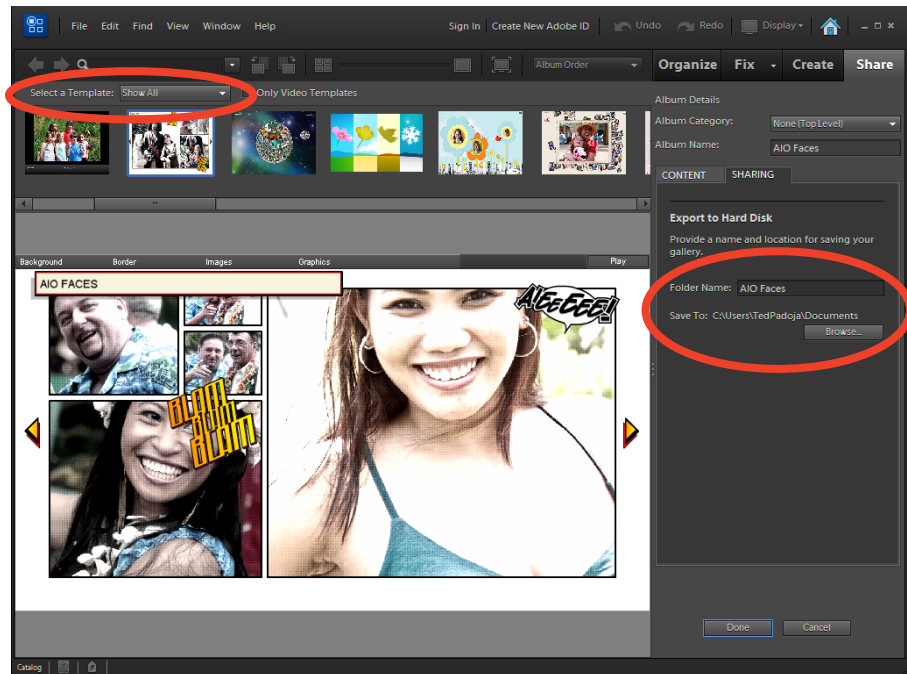 File Edit Find View Window Help Sign In Create New Adobe ID Undo Redo Display
Album Order Organize Fix Create Share
Select a Template: Show All Only Video Templates
Album Details
Album Category: None (Top Level)
Album Name: AIO Faces
CONTENT SHARING
Export to Hard Disk
Provide a name and location for saving your
gallery.
Background Border Images Graphics Play
AIO FACES
AIEEEEE!
Folder Name: AIO Faces
Save To: C:\Users\TedPadoja\Documents
Browse...
BLAM
BLAM
Done Cancel
Catalog